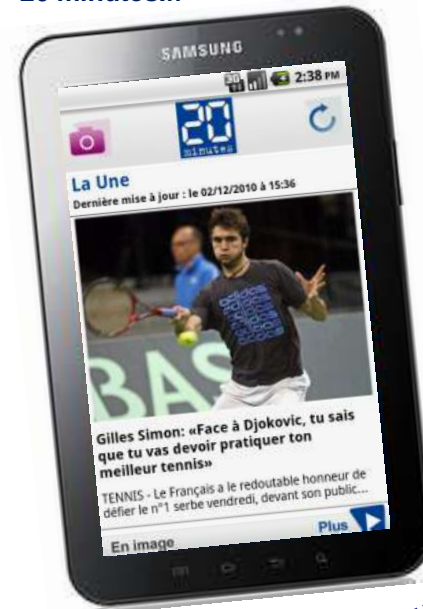 SAMSUNG
3G
2:38 PM
20
minutes
La Une
Dernière mise à jour : le 02/12/2010 à 15:36
BAS
Gilles Simon: «Face à Djokovic, tu sais
que tu vas devoir pratiquer ton
meilleur tennis»
TENNIS - Le Français a le redoutable honneur de
défier le n°1 serbe vendredi, devant son public...
En image
Plus